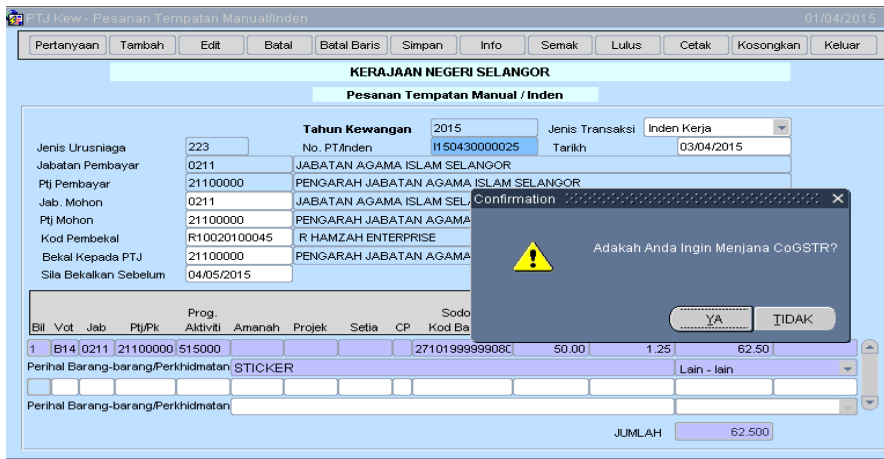 PTJ Kew - Pesanan Tempatan Manual/Inden 01/04/2015
Pertanyaan Tambah Edit Batal Batal Baris Simpan Info Semak Lulus Cetak Kosongkan Keluar
KERAJAAN NEGERI SELANGOR
Pesanan Tempatan Manual / Inden
Tahun Kewangan 2015 Jenis Transaksi Inden Kerja
Jenis Urusniaga 223 No. PT/Inden I150430000025 Tarikh 03/04/2015
Jabatan Pembayar 0211 JABATAN AGAMA ISLAM SELANGOR
Ptj Pembayar 21100000 PENGARAH JABATAN AGAMA ISLAM SELANGOR
Jab. Mohon 0211 JABATAN AGAMA ISLAM SEL
Ptj Mohon 21100000 PENGARAH JABATAN AGAMA
Kod Pembekal R10020100045 R HAMZAH ENTERPRISE
Bekal Kepada PTJ 21100000 PENGARAH JABATAN AGAMA
Sila Bekalkan Sebelum 04/05/2015
Confirmation
Adakah Anda Ingin Menjana CoGSTR?
YA TIDAK
Prog. Sodo
Bil Vot Jab Ptj/Pk Aktiviti Amanah Projek Setia CP Kod Ba
1 B14 0211 21100000 515000 2710199999908C 50.00 1.25 62.50
Perihal Barang-barang/Perkhidmatan STICKER Lain - lain
Perihal Barang-barang/Perkhidmatan
JUMLAH 62.500